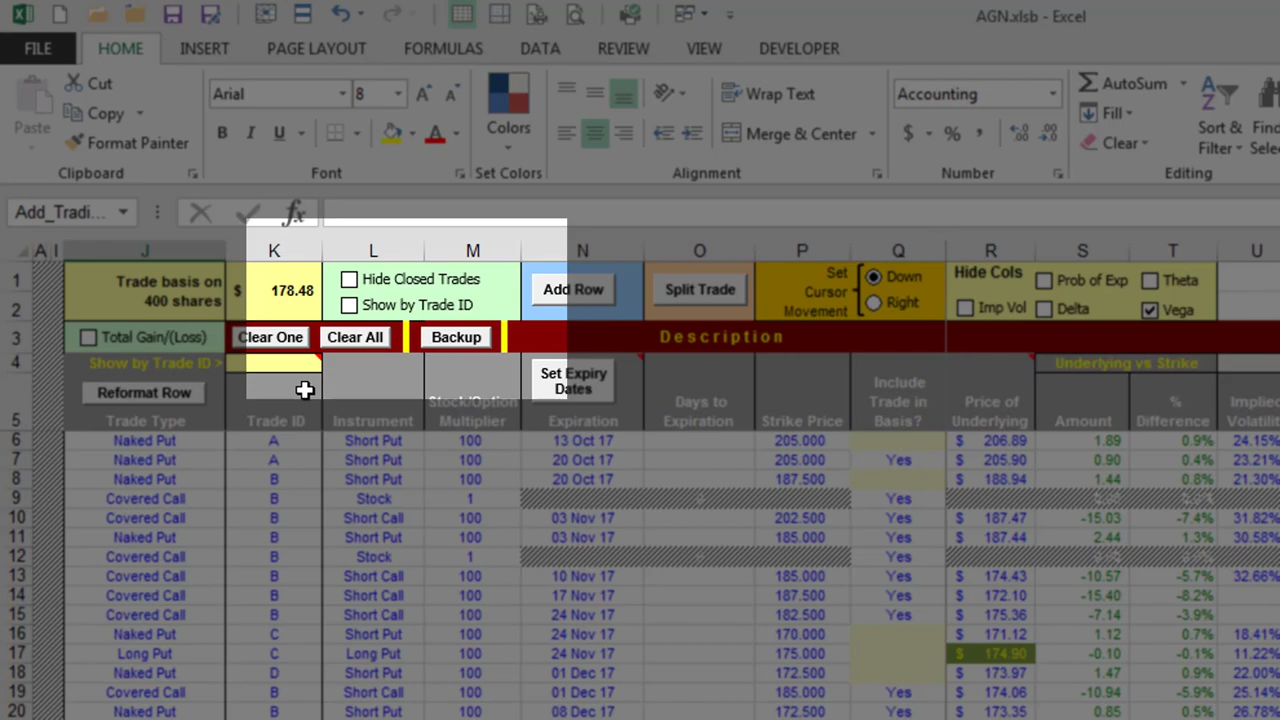 AGN.xlsb - Excel
FILE HOME INSERT PAGE LAYOUT FORMULAS DATA REVIEW VIEW DEVELOPER
Cut
Copy
Format Painter
Paste
Clipboard
Arial 8
B I U A
Font
Colors
Set Colors
Wrap Text
Merge & Center
Alignment
Accounting
$ % ,
Number
AutoSum
Fill
Clear
Sort &
Filter
Editing
Add_Tradi...
fx
A I J K L M N O P Q R S T U
1 Trade basis on $ 178.48 Hide Closed Trades Add Row Split Trade Set Down Hide Cols Prob of Exp Theta
2 400 shares Show by Trade ID Cursor Movement Right Imp Vol Delta Vega
3 Total Gain/(Loss) Clear One Clear All Backup Description
4 Show by Trade ID > Set Expiry Dates Underlying vs Strike
Reformat Row Include Price of %
5 Trade Type Trade ID Instrument Stock/Option Multiplier Expiration Days to Expiration Strike Price Trade in Basis? Underlying Amount Difference
6 Naked Put A Short Put 100 13 Oct 17 205.000 $ 206.89 1.89 0.9% 24.15%
7 Naked Put A Short Put 100 20 Oct 17 205.000 Yes $ 205.90 0.90 0.4% 23.21%
8 Naked Put B Short Put 100 20 Oct 17 187.500 $ 188.94 1.44 0.8% 21.30%
9 Covered Call B Stock 1 Yes
10 Covered Call B Short Call 100 03 Nov 17 202.500 Yes $ 187.47 -15.03 -7.4% 31.82%
11 Naked Put B Short Put 100 03 Nov 17 185.000 Yes $ 187.44 2.44 1.3% 30.58%
12 Covered Call B Stock 1 Yes
13 Covered Call B Short Call 100 10 Nov 17 185.000 Yes $ 174.43 -10.57 -5.7% 32.66%
14 Covered Call B Short Call 100 17 Nov 17 187.500 Yes $ 172.10 -15.40 -8.2%
15 Covered Call B Short Call 100 24 Nov 17 182.500 Yes $ 175.36 -7.14 -3.9%
16 Naked Put C Short Put 100 24 Nov 17 170.000 $ 171.12 1.12 0.7% 18.41%
17 Long Put C Long Put 100 24 Nov 17 175.000 $ 174.90 -0.10 -0.1% 11.22%
18 Naked Put D Short Put 100 01 Dec 17 172.500 $ 173.97 1.47 0.9% 22.00%
19 Covered Call B Short Call 100 01 Dec 17 185.000 Yes $ 174.06 -10.94 -5.9% 25.14%
20 Naked Put B Short Put 100 08 Dec 17 172.500 Yes $ 173.35 0.85 0.5% 26.78%